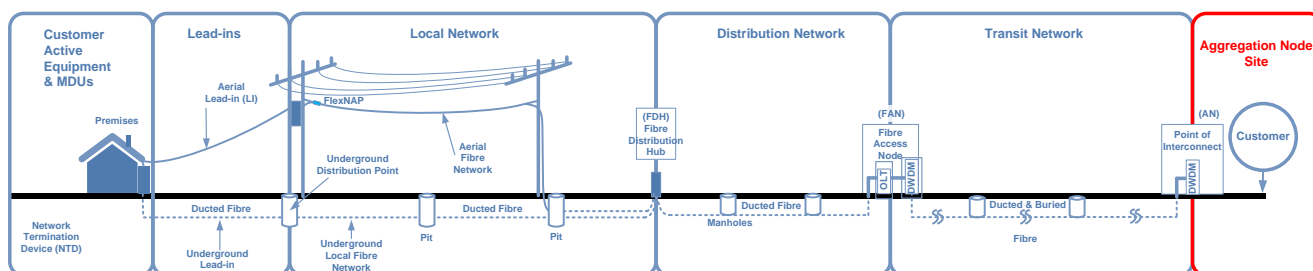 Customer
Active
Equipment
& MDUs
Lead-ins
Local Network
Distribution Network
Transit Network
Aggregation Node
Site
Aerial
Lead-in (LI)
FlexNAP
Premises
(FDH)
Fibre
Distribution
Hub
(FAN)
Fibre
Access
Node
OLT
DWDM
(AN)
Point of
Interconnect
DWDM
Customer
Underground
Distribution Point
Aerial
Fibre
Network
Network
Termination
Device (NTD)
Ducted Fibre
Underground
Lead-in
Ducted Fibre
Underground
Local Fibre
Network
Pit
Ducted Fibre
Pit
Manholes
Ducted Fibre
Ducted & Buried
Fibre